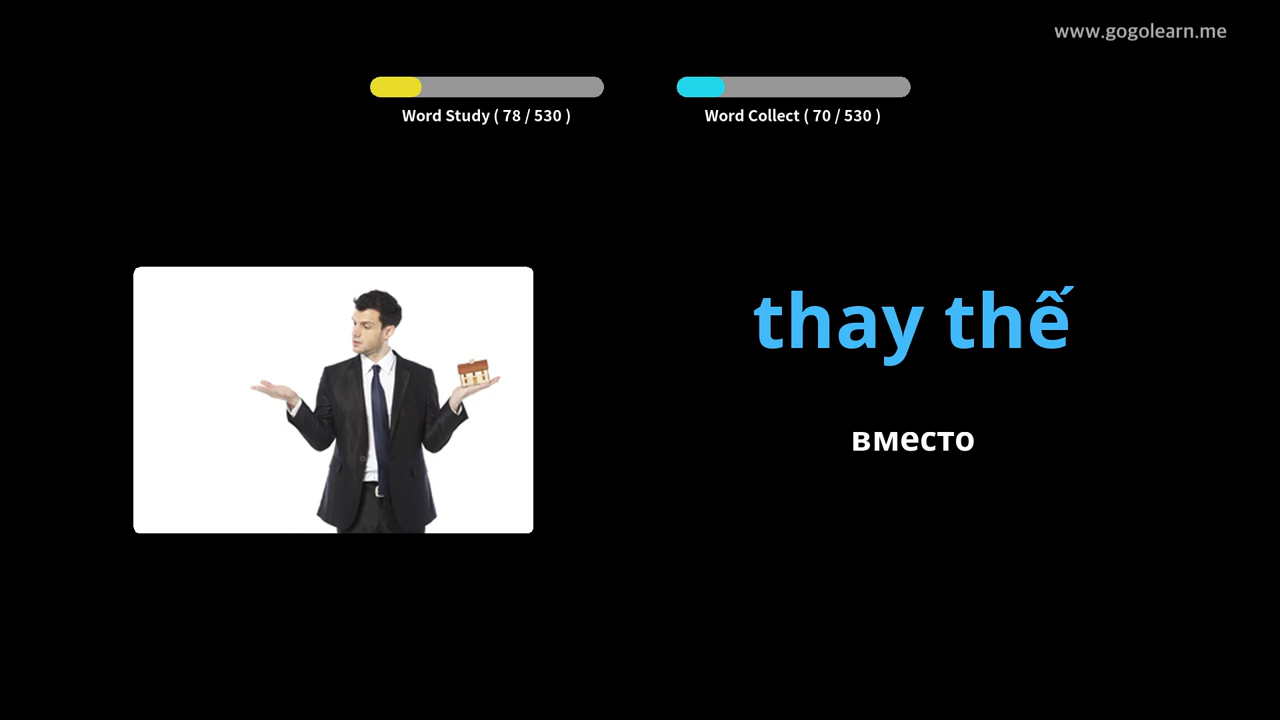 www.gogolearn.me
Word Study ( 78 / 530 )
Word Collect ( 70 / 530 )
thay thế
вместо